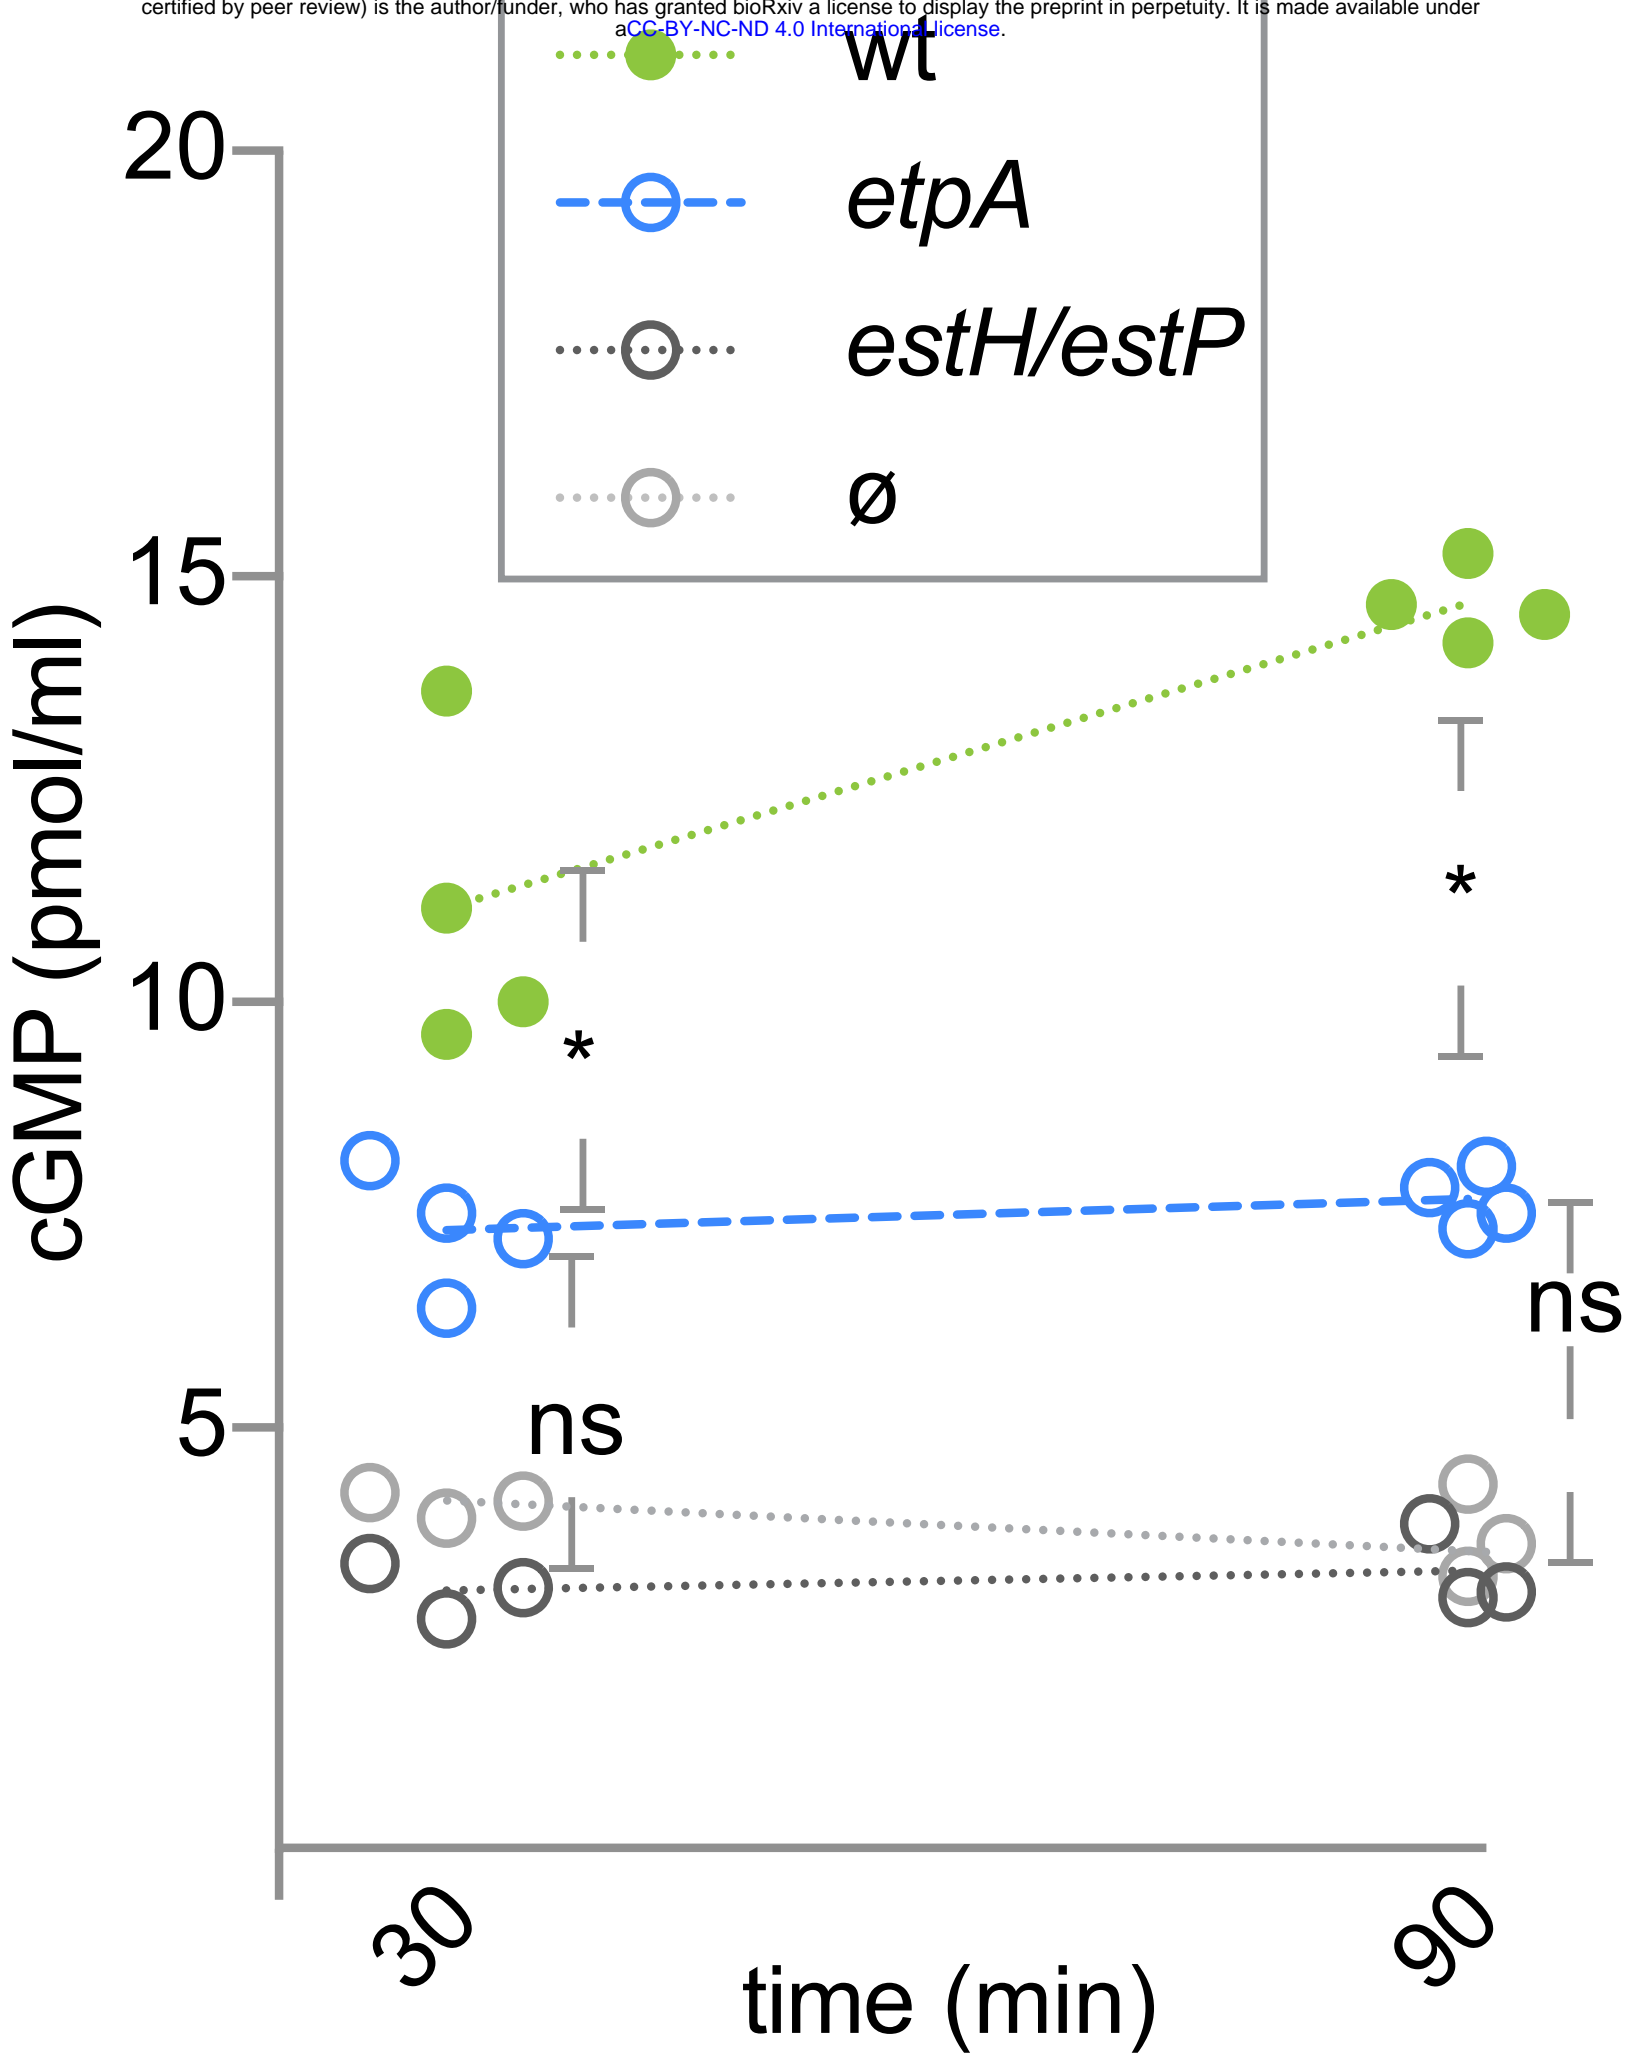 certified by peer review) is the author/funder, who has granted bioRxiv a license to display the preprint in perpetuity. It is made available under
aCC-BY-NC-ND 4.0 International license.
wt
etpA
estH/estP
ø
20
15
10
5
cGMP (pmol/ml)
*
*
ns
ns
30
90
time (min)